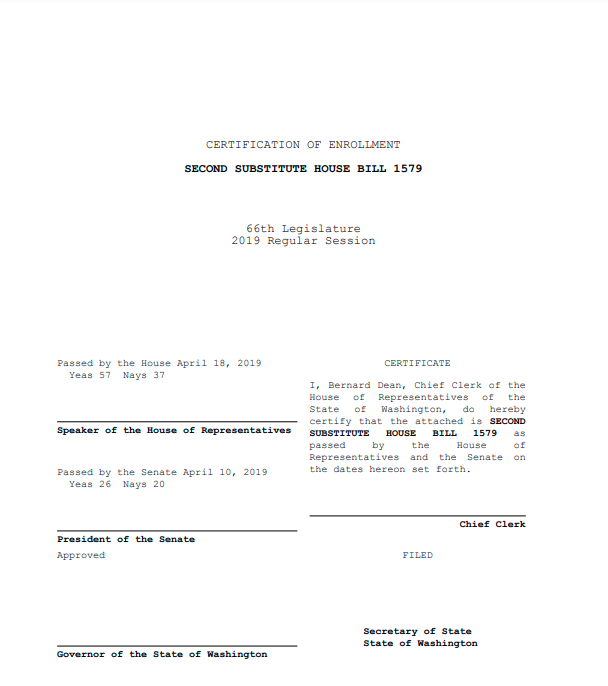 CERTIFICATION OF ENROLLMENT
SECOND SUBSTITUTE HOUSE BILL 1579
66th Legislature
2019 Regular Session
Passed by the House April 18, 2019
Yeas 57  Nays 37
Speaker of the House of Representatives
Passed by the Senate April 10, 2019
Yeas 26  Nays 20
President of the Senate
Approved
Governor of the State of Washington
CERTIFICATE
I, Bernard Dean, Chief Clerk of the
House of Representatives of the
State of Washington, do hereby
certify that the attached is SECOND
SUBSTITUTE HOUSE BILL 1579 as
passed by the House of
Representatives and the Senate on
the dates hereon set forth.
Chief Clerk
FILED
Secretary of State
State of Washington